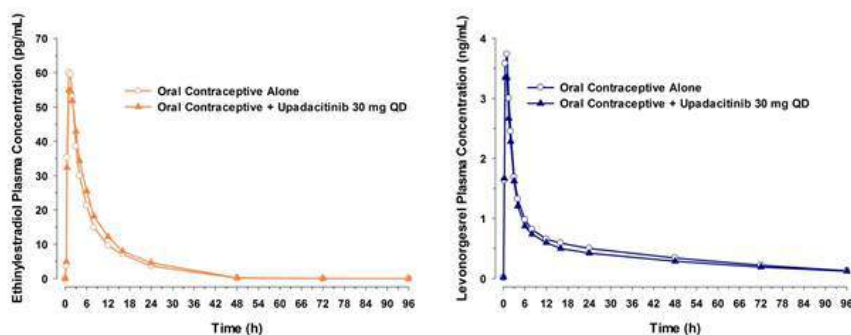 Ethinylestradiol Plasma Concentration (pg/mL)
70
60
50
40
30
20
10
0
Oral Contraceptive Alone
Oral Contraceptive + Upadacitinib 30 mg QD
0 6 12 18 24 30 36 42 48 54 60 66 72 78 84 90 96
Time (h)
Levonorgesrel Plasma Concentration (ng/mL)
4
3
2
1
0
Oral Contraceptive Alone
Oral Contraceptive + Upadacitinib 30 mg QD
0 6 12 18 24 30 36 42 48 54 60 66 72 78 84 90 96
Time (h)